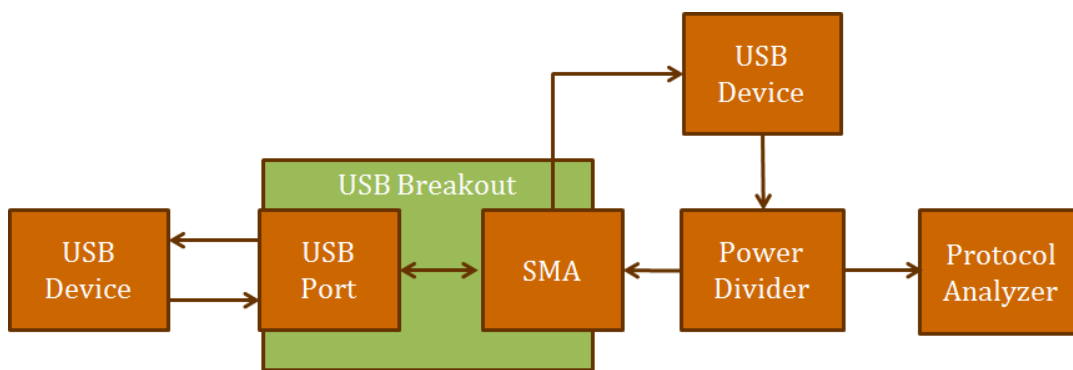 USB
Device
USB Breakout
USB
Device
USB
Port
SMA
Power
Divider
Protocol
Analyzer